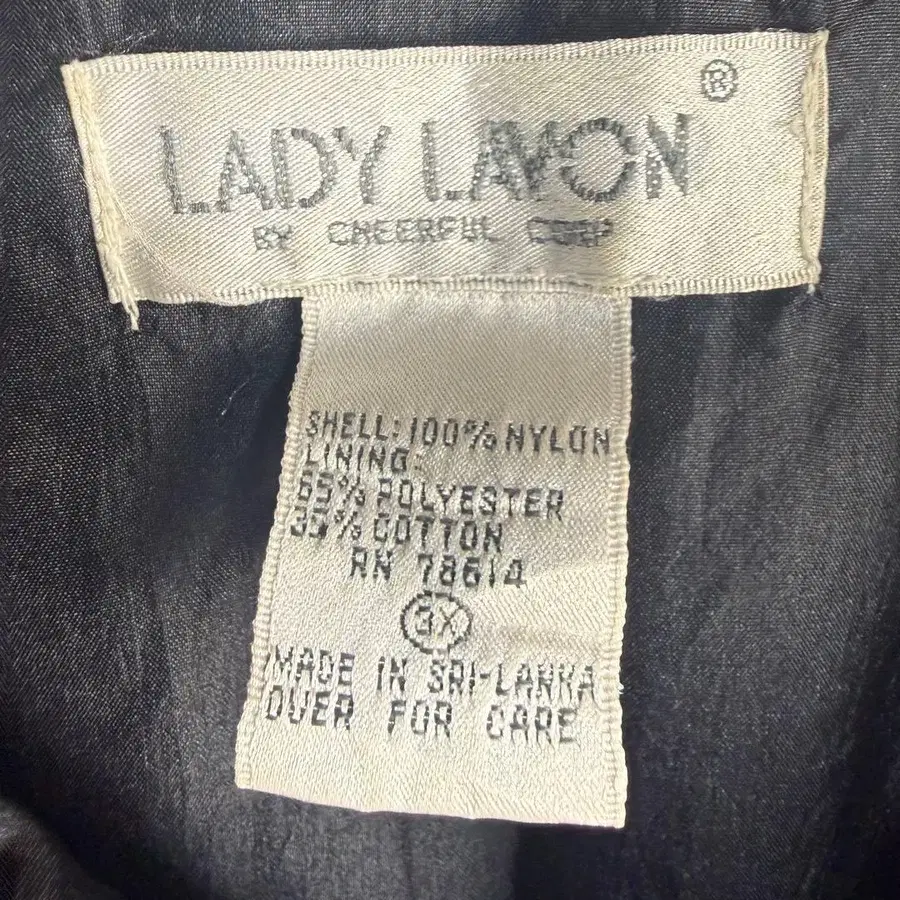 LADY LAVON ®
BY CHEERFUL CORP
SHELL: 100% NYLON
LINING:
65% POLYESTER
35% COTTON
RN 78614
3X
MADE IN SRI-LANKA
OVER FOR CARE